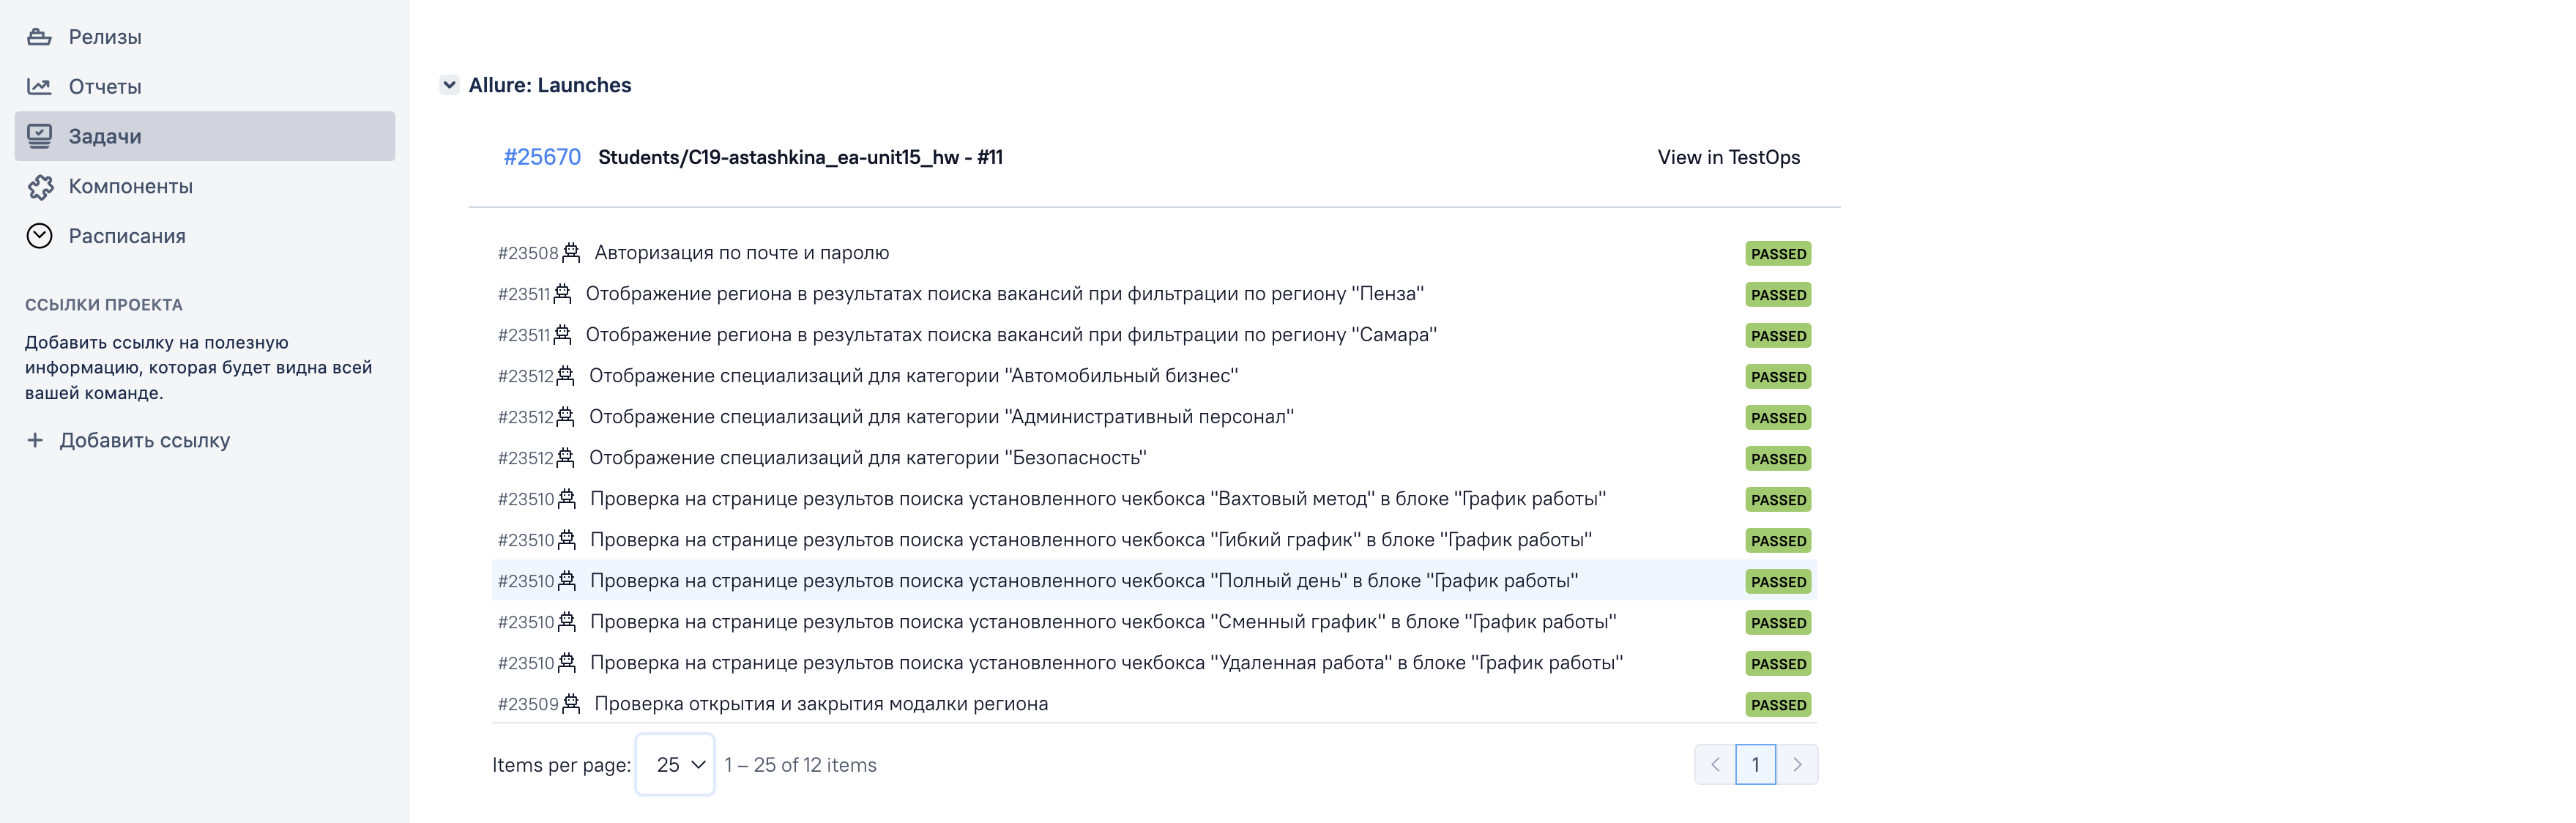 Релизы
Отчеты
Задачи
Компоненты
Расписания
ССЫЛКИ ПРОЕКТА
Добавить ссылку на полезную
информацию, которая будет видна всей
вашей команде.
+ Добавить ссылку
Allure: Launches
#25670 Students/C19-astashkina_ea-unit15_hw - #11 View in TestOps
#23508 Авторизация по почте и паролю PASSED
#23511 Отображение региона в результатах поиска вакансий при фильтрации по региону "Пенза" PASSED
#23511 Отображение региона в результатах поиска вакансий при фильтрации по региону "Самара" PASSED
#23512 Отображение специализаций для категории "Автомобильный бизнес" PASSED
#23512 Отображение специализаций для категории "Административный персонал" PASSED
#23512 Отображение специализаций для категории "Безопасность" PASSED
#23510 Проверка на странице результов поиска установленного чекбокса "Вахтовый метод" в блоке "График работы" PASSED
#23510 Проверка на странице результов поиска установленного чекбокса "Гибкий график" в блоке "График работы" PASSED
#23510 Проверка на странице результов поиска установленного чекбокса "Полный день" в блоке "График работы" PASSED
#23510 Проверка на странице результов поиска установленного чекбокса "Сменный график" в блоке "График работы" PASSED
#23510 Проверка на странице результов поиска установленного чекбокса "Удаленная работа" в блоке "График работы" PASSED
#23509 Проверка открытия и закрытия модалки региона PASSED
Items per page: 25 1 – 25 of 12 items 1